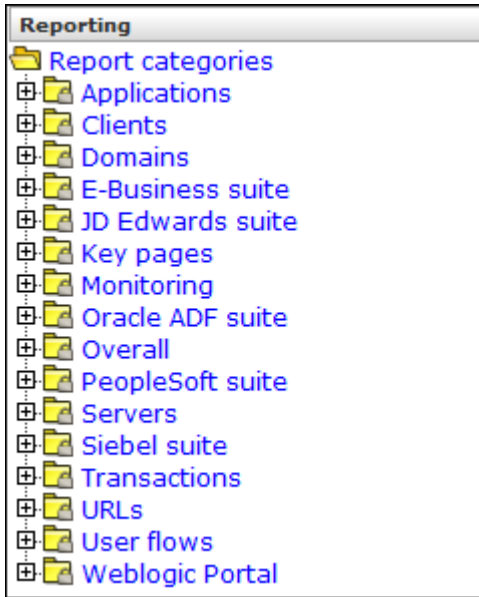 Reporting
Report categories
Applications
Clients
Domains
E-Business suite
JD Edwards suite
Key pages
Monitoring
Oracle ADF suite
Overall
PeopleSoft suite
Servers
Siebel suite
Transactions
URLs
User flows
Weblogic Portal